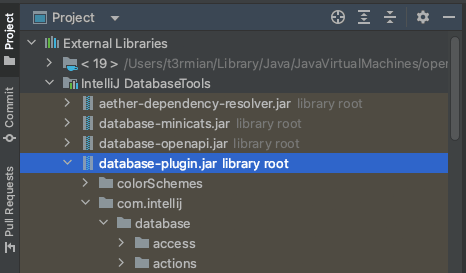 Project
Project
External Libraries
< 19 > /Users/t3rmian/Library/Java/JavaVirtualMachines/open
IntelliJ DatabaseTools
aether-dependency-resolver.jar library root
database-minicats.jar library root
database-openapi.jar library root
database-plugin.jar library root
colorSchemes
com.intellij
database
access
actions
Commit
Pull Requests